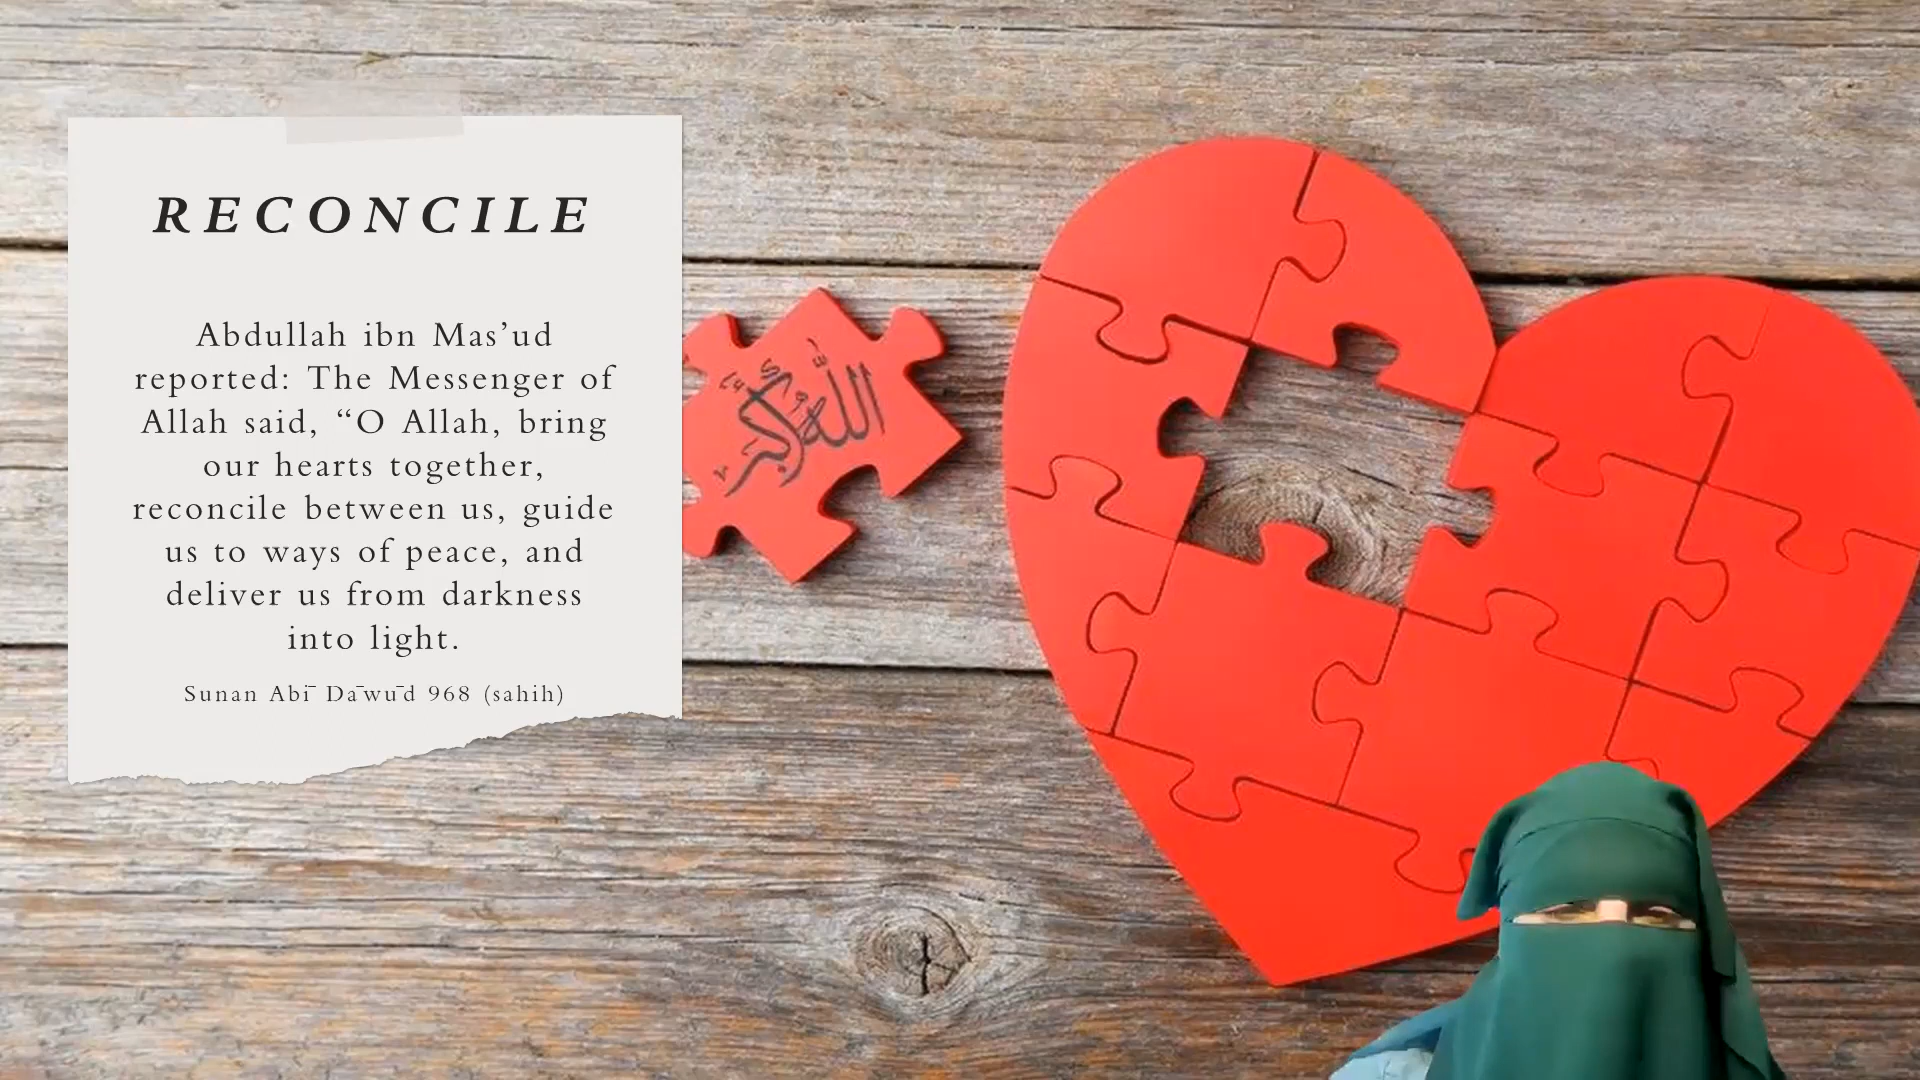 RECONCILE
Abdullah ibn Mas’ud
reported: The Messenger of
Allah said, “O Allah, bring
our hearts together,
reconcile between us, guide
us to ways of peace, and
deliver us from darkness
into light.
Sunan Abī Dāwūd 968 (sahih)
الله أكبر